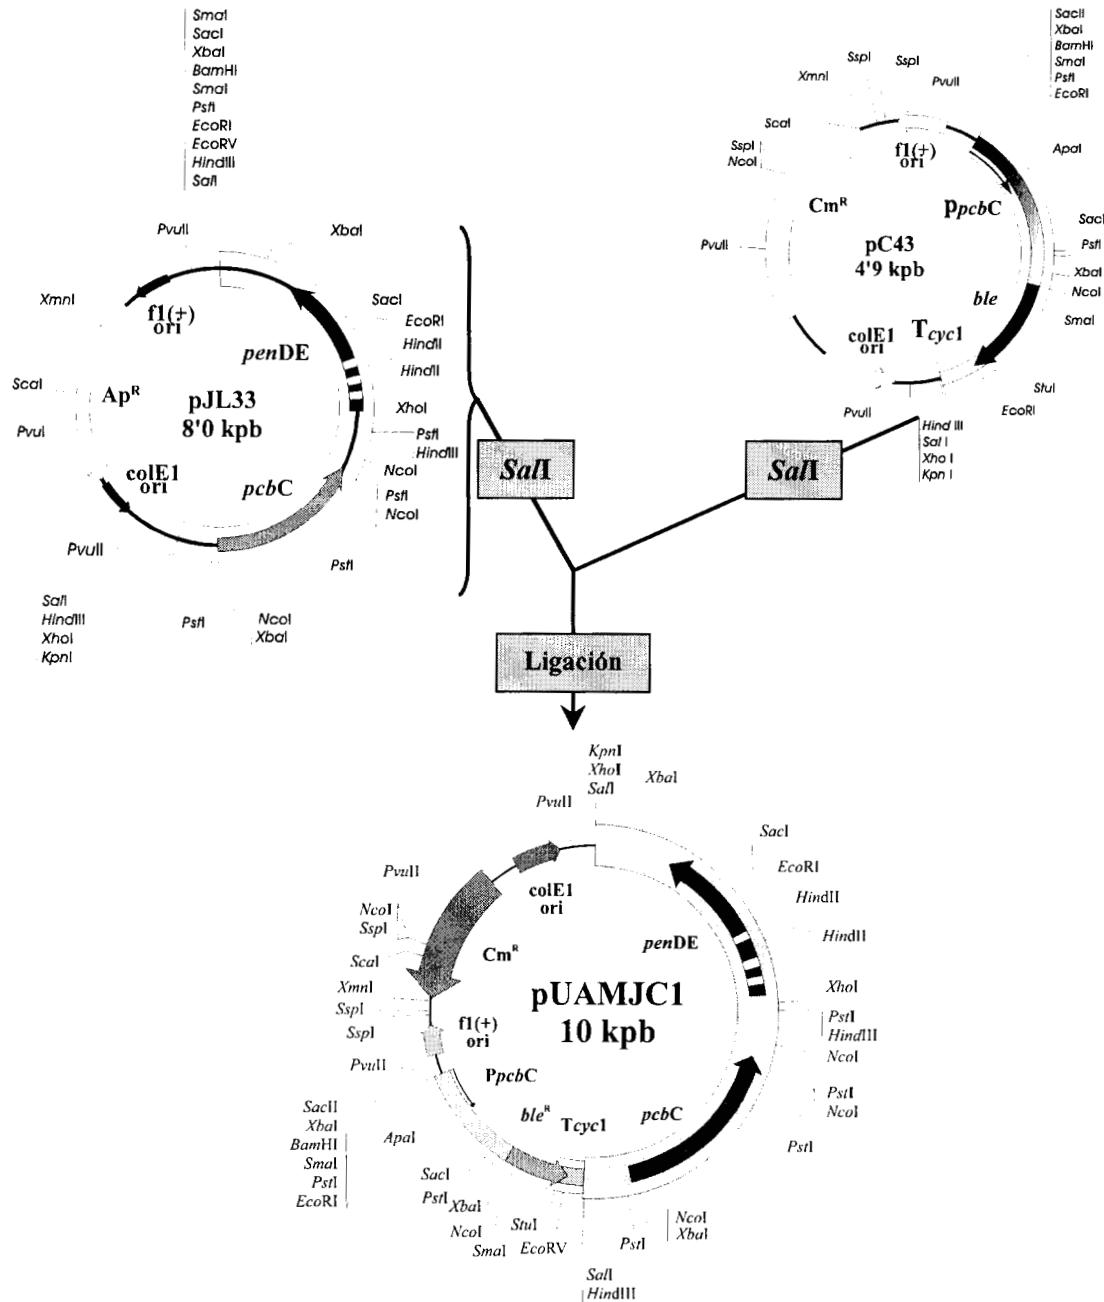 SmaI
SacI
XbaI
BamHI
SmaI
PstI
EcoRI
EcoRV
HindIII
SalI
PvuII
XbaI
XmnI
f1(+)
ori
SacI
EcoRI
HindII
HindII
penDE
ScaI
Ap^R
pJL33
8'0 kpb
XhoI
PvuI
PstI
HindIII
colE1
ori
pcbC
NcoI
PstI
NcoI
PvuII
PstI
SalI
HindIII
XhoI
KpnI
PstI
NcoI
XbaI
SacII
XbaI
BamHI
SmaI
PstI
EcoRI
SspI
SspI
XmnI
PvuII
ScaI
SspI
NcoI
f1(+)
ori
ApaI
Cm^R
PpcbC
PvuII
pC43
4'9 kpb
SacI
PstI
XbaI
NcoI
SmaI
ble
colE1
ori
Tcyc1
StuI
EcoRI
PvuII
Hind III
Sal I
Xho I
Kpn I
SalI
SalI
Ligación
KpnI
XhoI
SalI
XbaI
PvuII
SacI
EcoRI
HindII
HindII
PvuII
colE1
ori
NcoI
SspI
penDE
ScaI
Cm^R
XmnI
SspI
SspI
pUAMJC1
10 kpb
XhoI
PstI
HindIII
NcoI
f1(+)
ori
PvuII
PpcbC
PstI
NcoI
ble^R
Tcyc1
pcbC
SacII
XbaI
BamHI
SmaI
PstI
EcoRI
ApaI
PstI
SacI
PstI
XbaI
NcoI
SmaI
StuI
EcoRV
PstI
NcoI
XbaI
SalI
HindIII